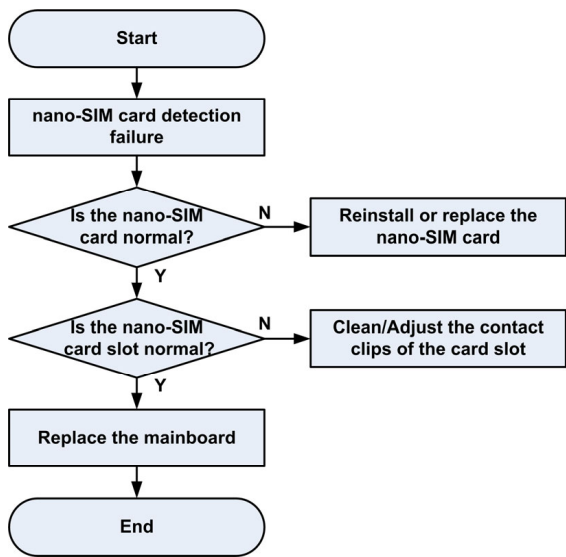 Start
nano-SIM card detection
failure
Is the nano-SIM
card normal?
N
Reinstall or replace the
nano-SIM card
Y
Is the nano-SIM
card slot normal?
N
Clean/Adjust the contact
clips of the card slot
Y
Replace the mainboard
End